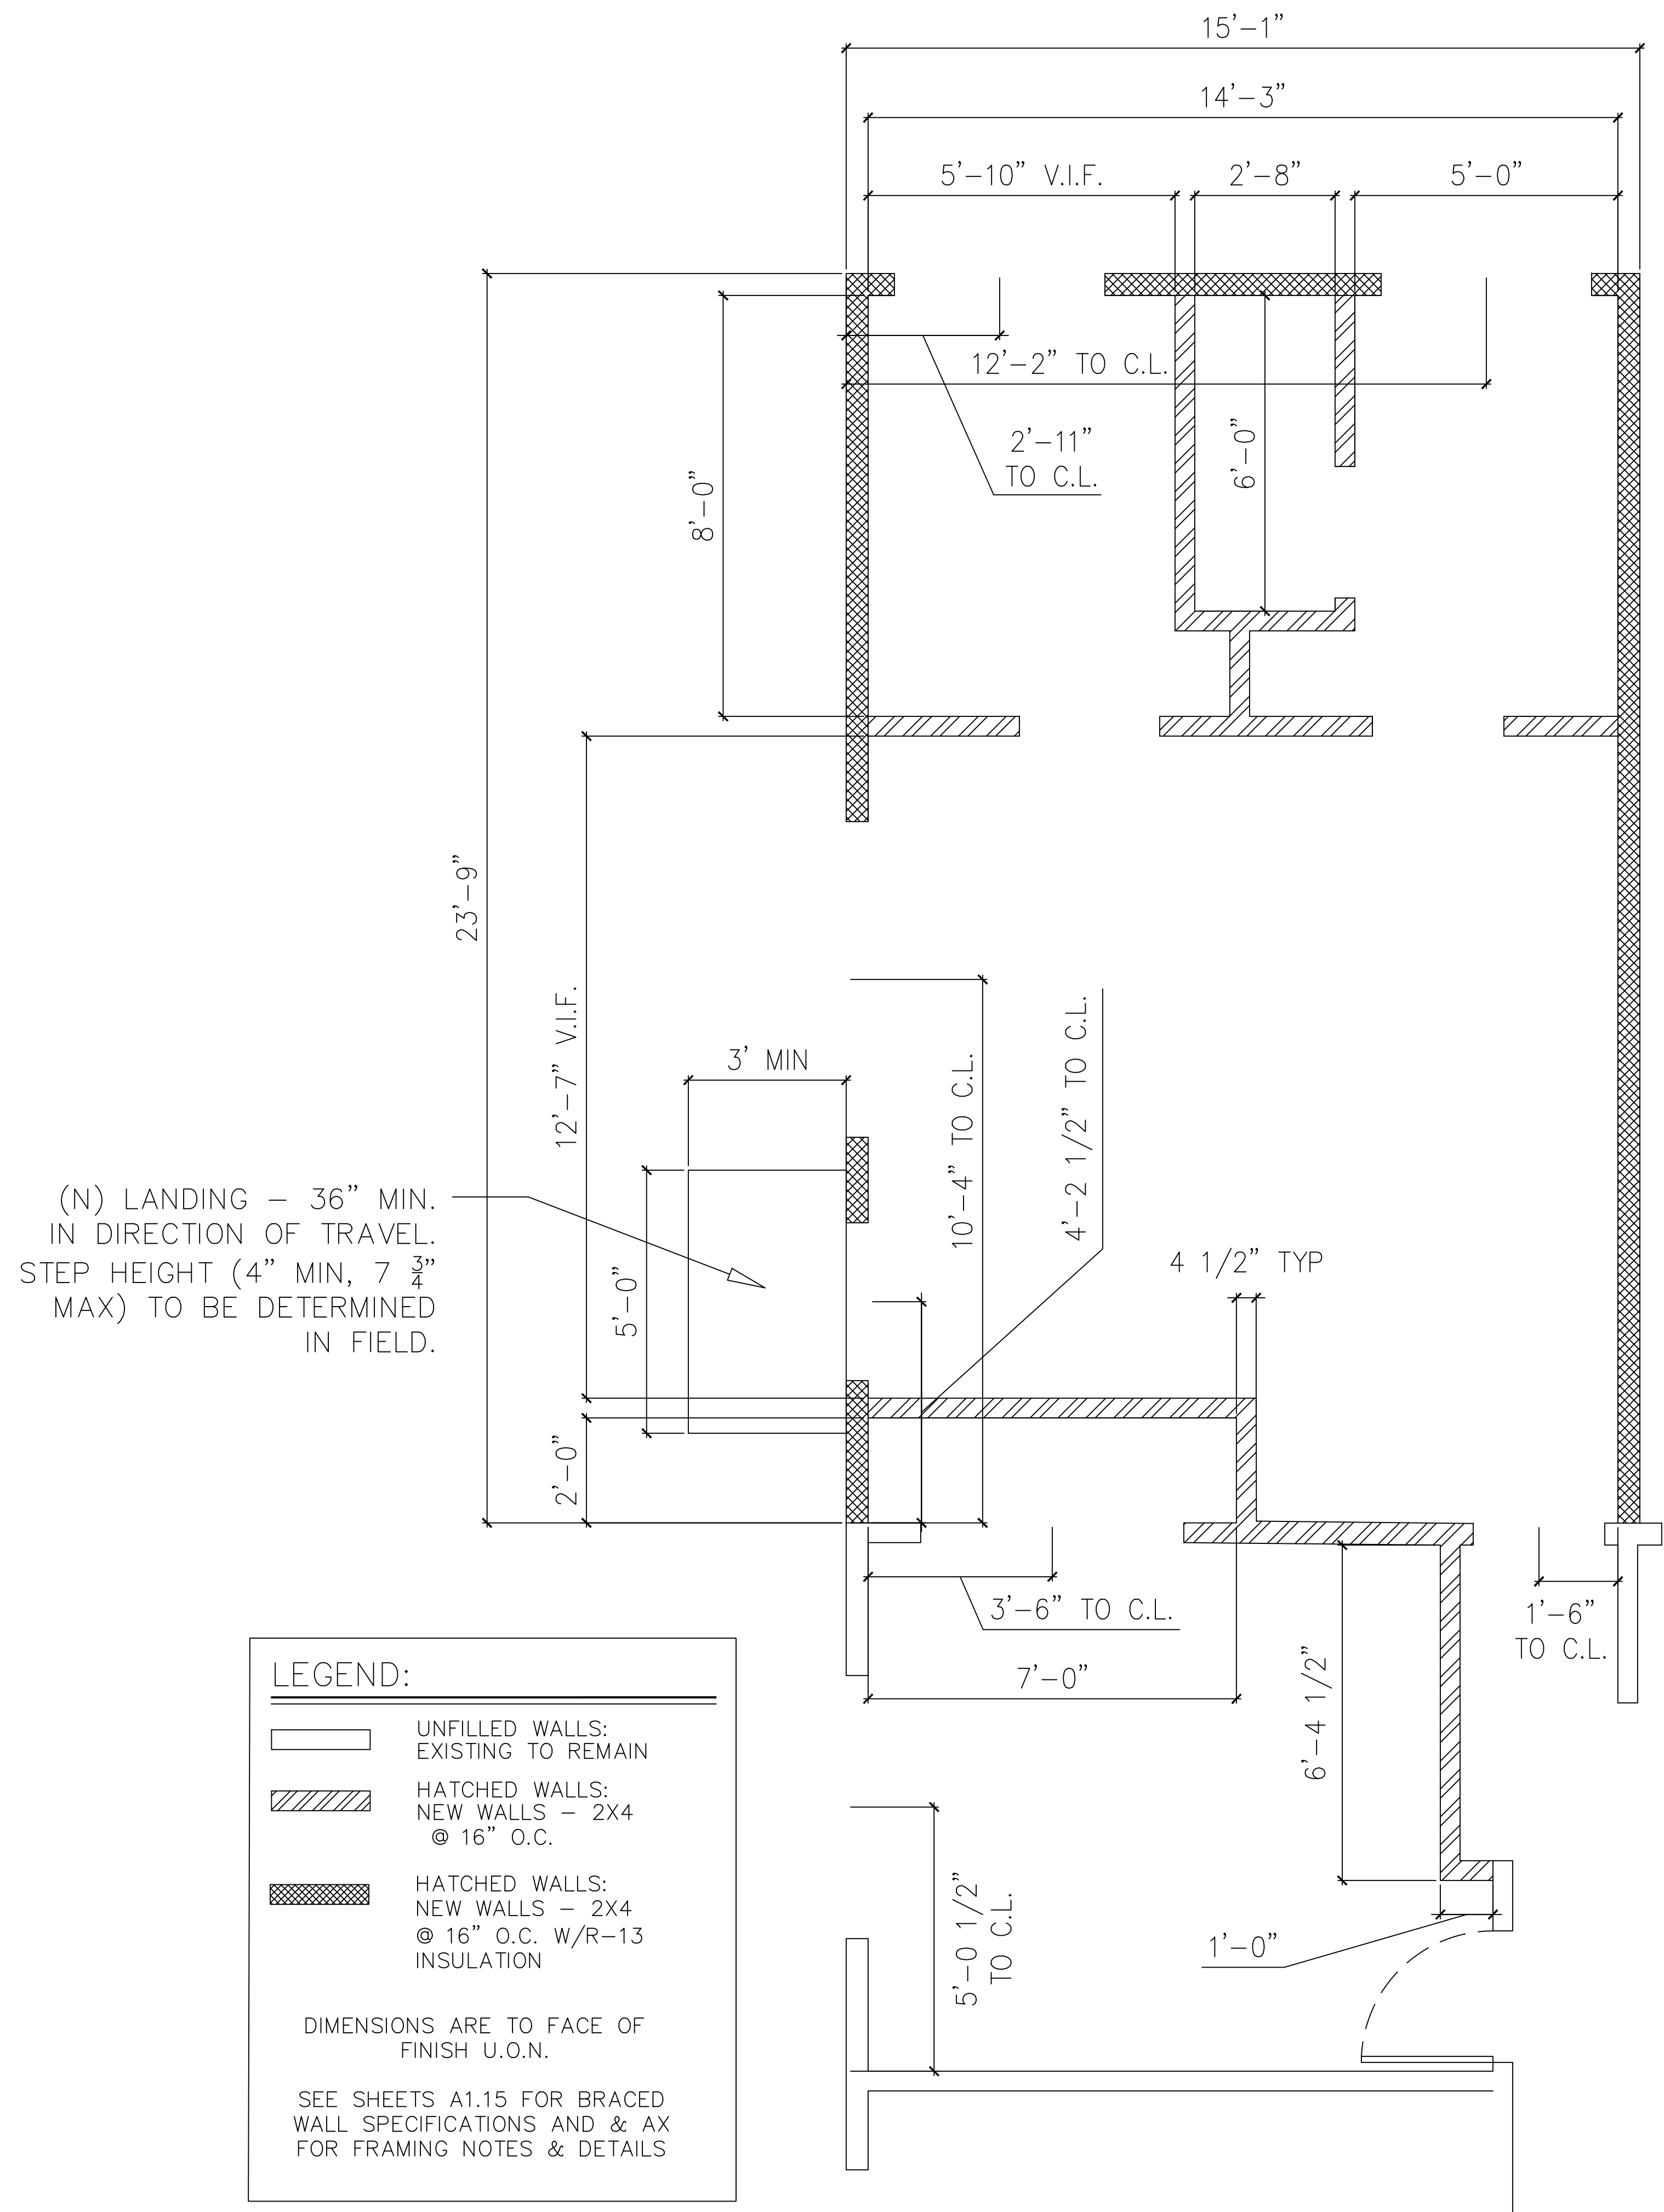 15’–1”
14’–3”
5’–10” V.I.F.
2’–8”
5’–0”
12’–2” TO C.L.
2’–11”
TO C.L.
6’–0”
8’–0”
23’–9”
12’–7” V.I.F.
3’ MIN
10’–4” TO C.L.
4’–2 1/2” TO C.L.
(N) LANDING – 36” MIN.
IN DIRECTION OF TRAVEL.
STEP HEIGHT (4” MIN, 7 3/4”
MAX) TO BE DETERMINED
IN FIELD.
5’–0”
4 1/2” TYP
2’–0”
3’–6” TO C.L.
1’–6”
TO C.L.
7’–0”
6’–4 1/2”
5’–0 1/2”
TO C.L.
1’–0”
LEGEND:
UNFILLED WALLS:
EXISTING TO REMAIN
HATCHED WALLS:
NEW WALLS – 2X4
@ 16” O.C.
HATCHED WALLS:
NEW WALLS – 2X4
@ 16” O.C. W/R–13
INSULATION
DIMENSIONS ARE TO FACE OF
FINISH U.O.N.
SEE SHEETS A1.15 FOR BRACED
WALL SPECIFICATIONS AND & AX
FOR FRAMING NOTES & DETAILS